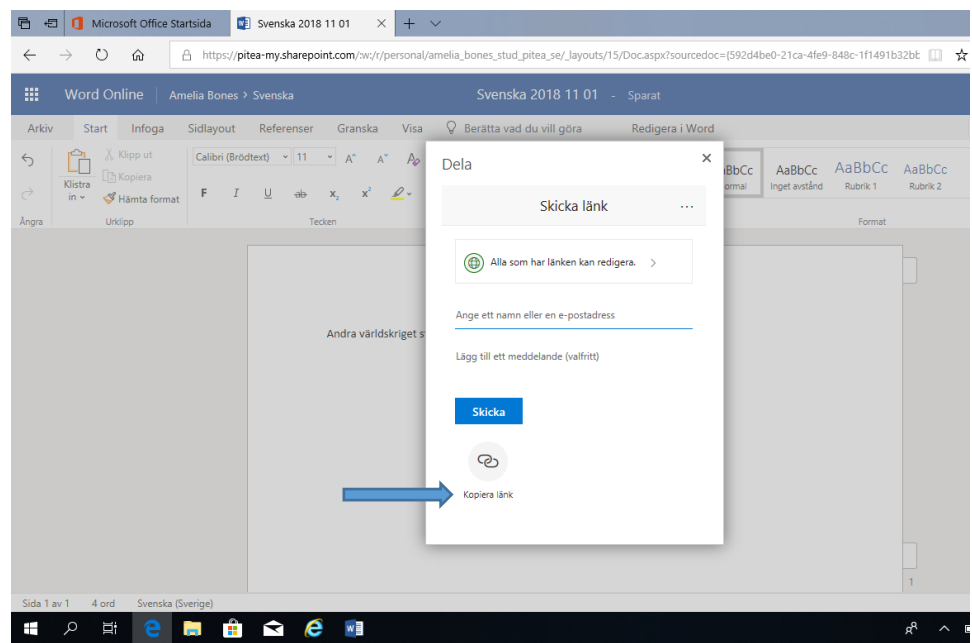 Microsoft Office Startsida
Svenska 2018 11 01
https://pitea-my.sharepoint.com/:w:/r/personal/amelia_bones_stud_pitea_se/_layouts/15/Doc.aspx?sourcedoc={592d4be0-21ca-4fe9-848c-1f1491b32bb
Word Online Amelia Bones > Svenska Svenska 2018 11 01 - Sparat
Arkiv Start Infoga Sidlayout Referenser Granska Visa Berätta vad du vill göra Redigera i Word
Klistra in
Klipp ut
Kopiera
Hämta format
Calibri (Brödtext) 11
F I U ab x₂ x²
AaBbCc Inget avstånd
AaBbCc Rubrik 1
AaBbCc Rubrik 2
Ångra Urklipp Tecken Format
Dela
Skicka länk
Alla som har länken kan redigera.
Ange ett namn eller en e-postadress
Andra världskriget
Lägg till ett meddelande (valfritt)
Skicka
Kopiera länk
1
Sida 1 av 1 4 ord Svenska (Sverige)